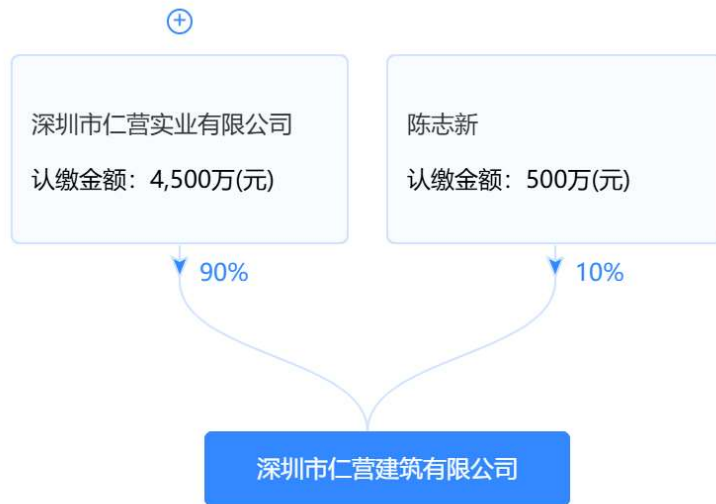 深圳市仁营实业有限公司
认缴金额：4,500万(元)
陈志新
认缴金额：500万(元)
90%
10%
深圳市仁营建筑有限公司